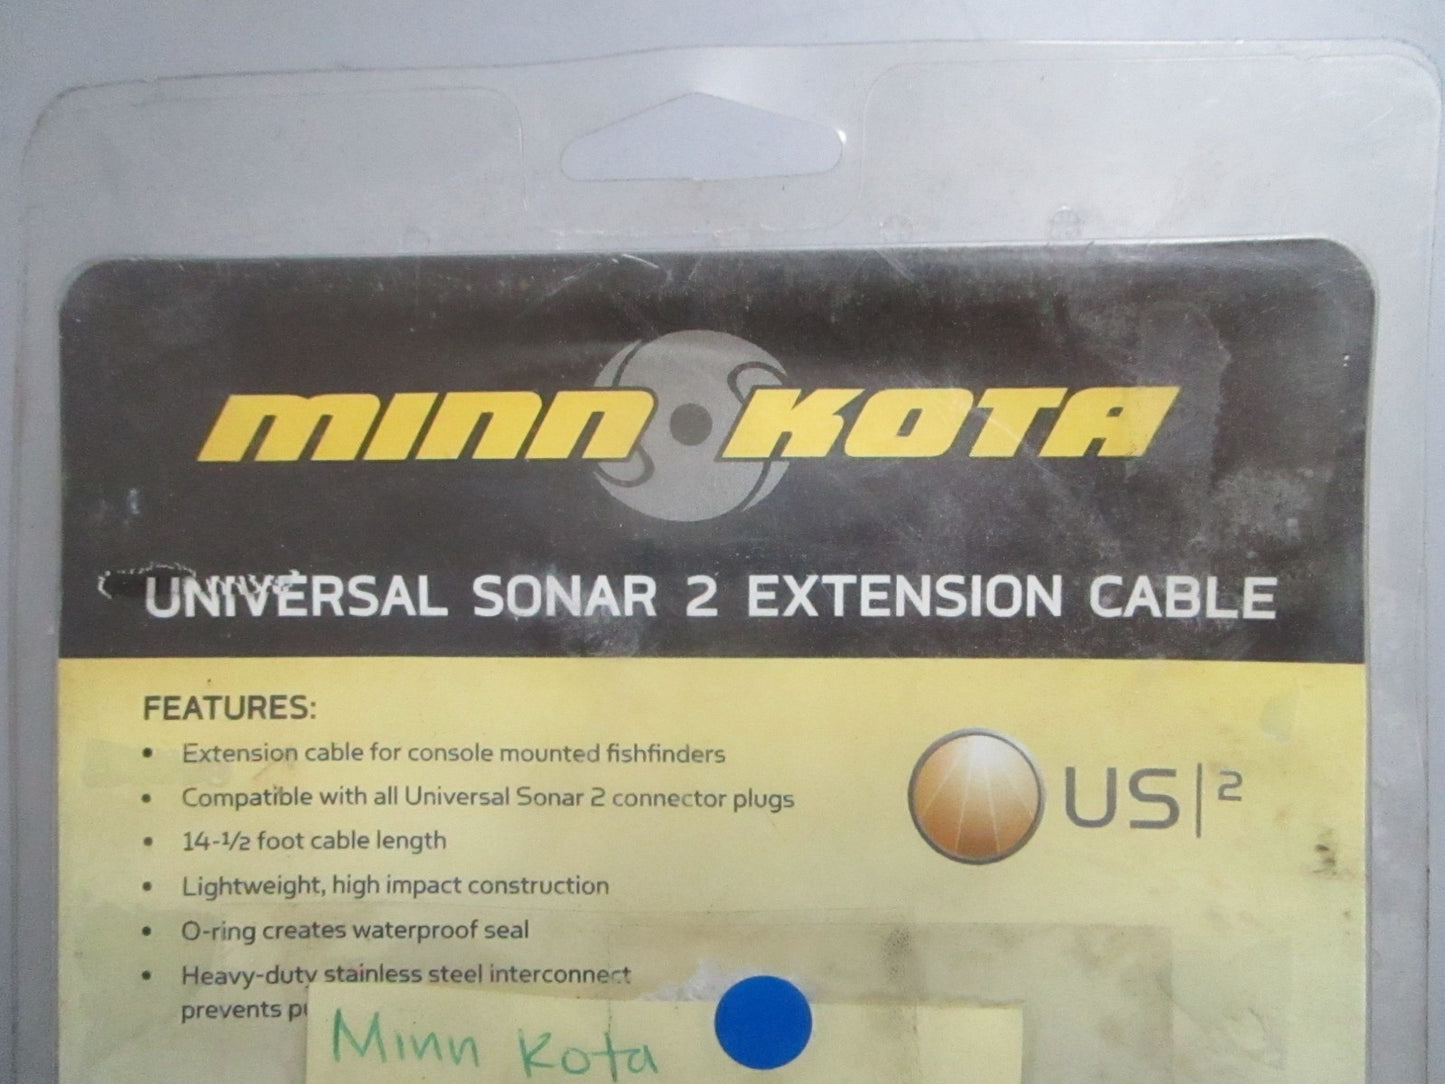 MINN KOTA
UNIVERSAL SONAR 2 EXTENSION CABLE
FEATURES:
• Extension cable for console mounted fishfinders
• Compatible with all Universal Sonar 2 connector plugs
• 14-1/2 foot cable length
• Lightweight, high impact construction
• O-ring creates waterproof seal
• Heavy-duty stainless steel interconnect
prevents
US|2
Minn Kota